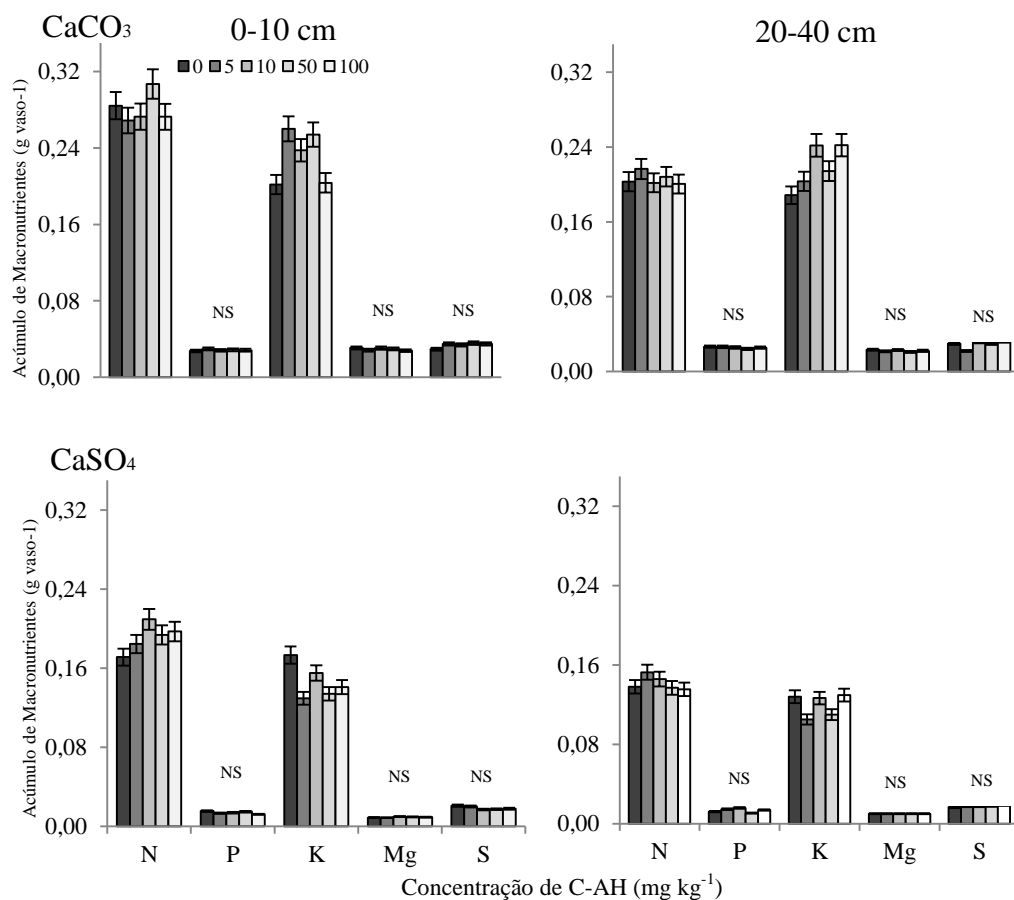 CaCO3
0-10 cm
20-40 cm
0 5 10 50 100
Acúmulo de Macronutrientes (g vaso-1)
0,32
0,24
0,16
0,08
0,00
NS NS NS
0,32
0,24
0,16
0,08
0,00
NS NS NS
CaSO4
Acúmulo de Macronutrientes (g vaso-1)
0,32
0,24
0,16
0,08
0,00
NS NS NS
N P K Mg S
0,32
0,24
0,16
0,08
0,00
NS NS NS
N P K Mg S
Concentração de C-AH (mg kg-1)